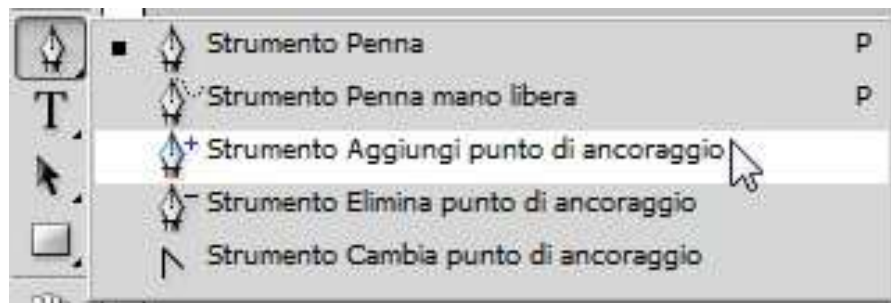 Strumento Penna P
Strumento Penna mano libera P
T Strumento Aggiungi punto di ancoraggio
Strumento Elimina punto di ancoraggio
Strumento Cambia punto di ancoraggio